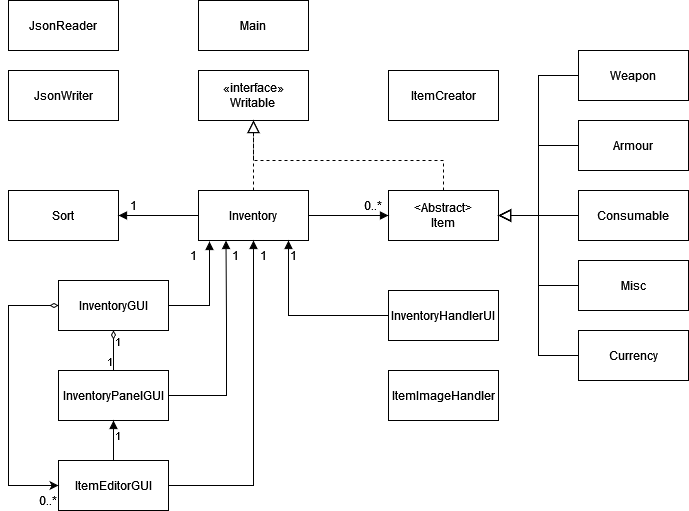 JsonReader
Main
JsonWriter
«interface»
Writable
ItemCreator
Weapon
Armour
Sort
1
Inventory
0..*
<Abstract>
Item
Consumable
1
1
1
1
InventoryGUI
1
1
InventoryHandlerUI
Misc
InventoryPanelGUI
1
ItemImageHandler
Currency
ItemEditorGUI
0..*